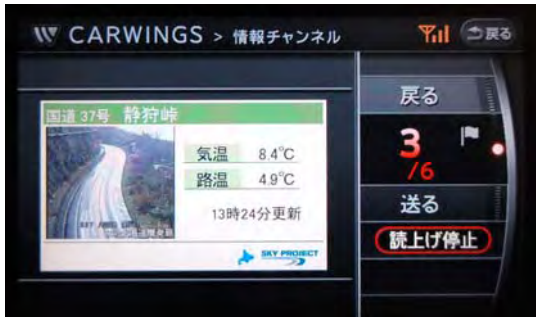 CARWINGS > 情報チャンネル
戻る
国道 37号 静狩峠
気温 8.4℃
路温 4.9℃
13時24分更新
SKY PROJECT
戻る
3
/6
送る
読上げ停止